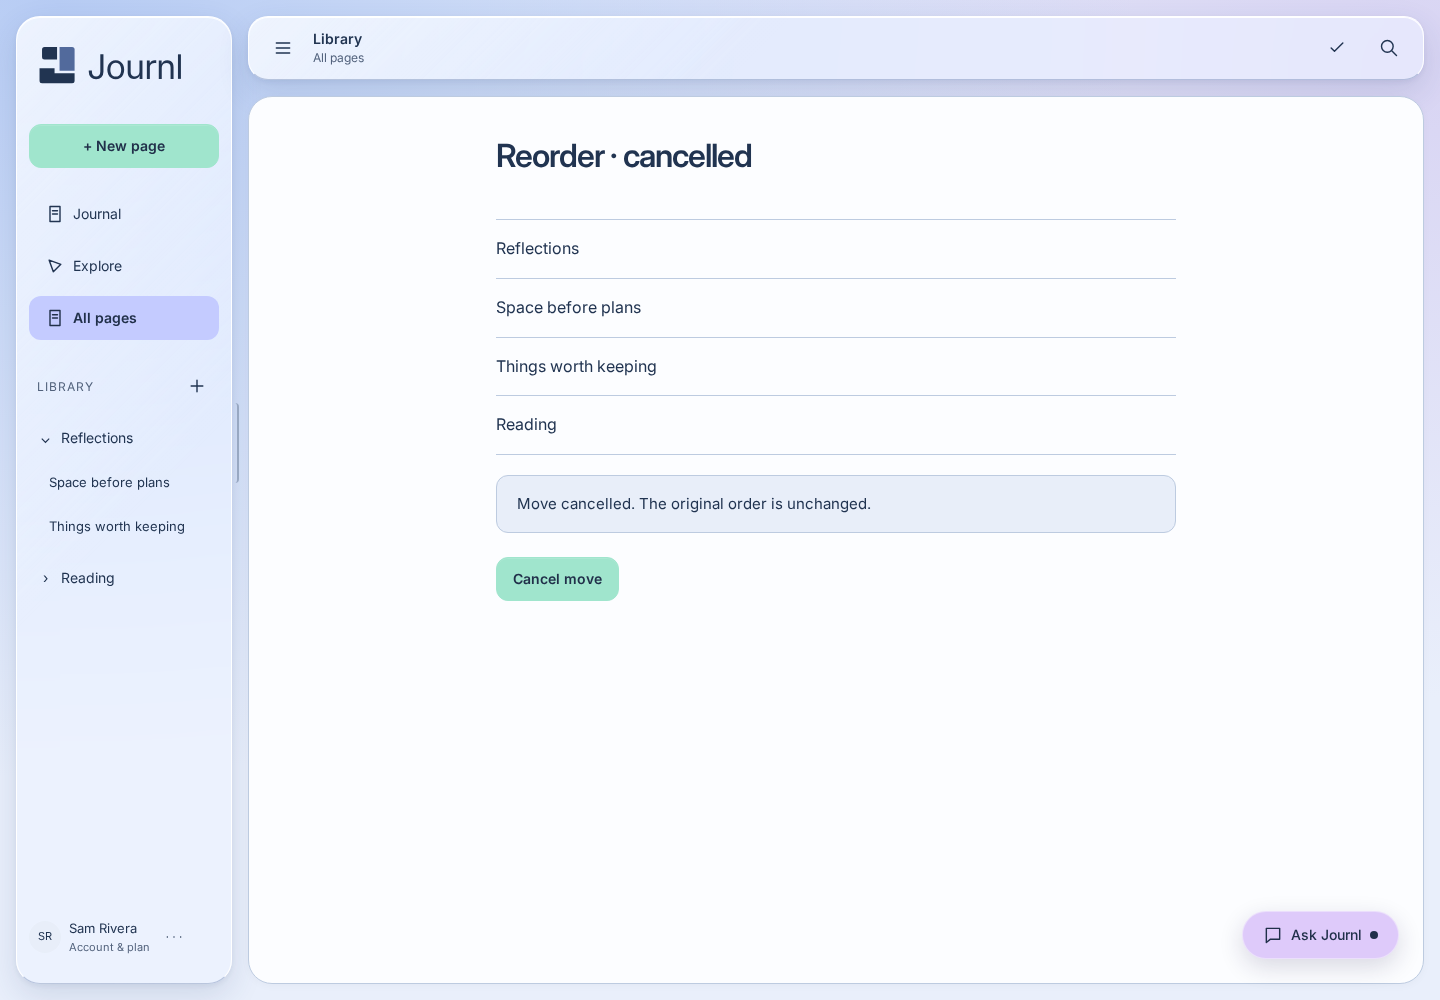 Journl
+ New page
Journal
Explore
All pages
LIBRARY
Reflections
Space before plans
Things worth keeping
Reading
SR
Sam Rivera
Account & plan
...
Library
All pages
Reorder · cancelled
Reflections
Space before plans
Things worth keeping
Reading
Move cancelled. The original order is unchanged.
Cancel move
Ask Journl